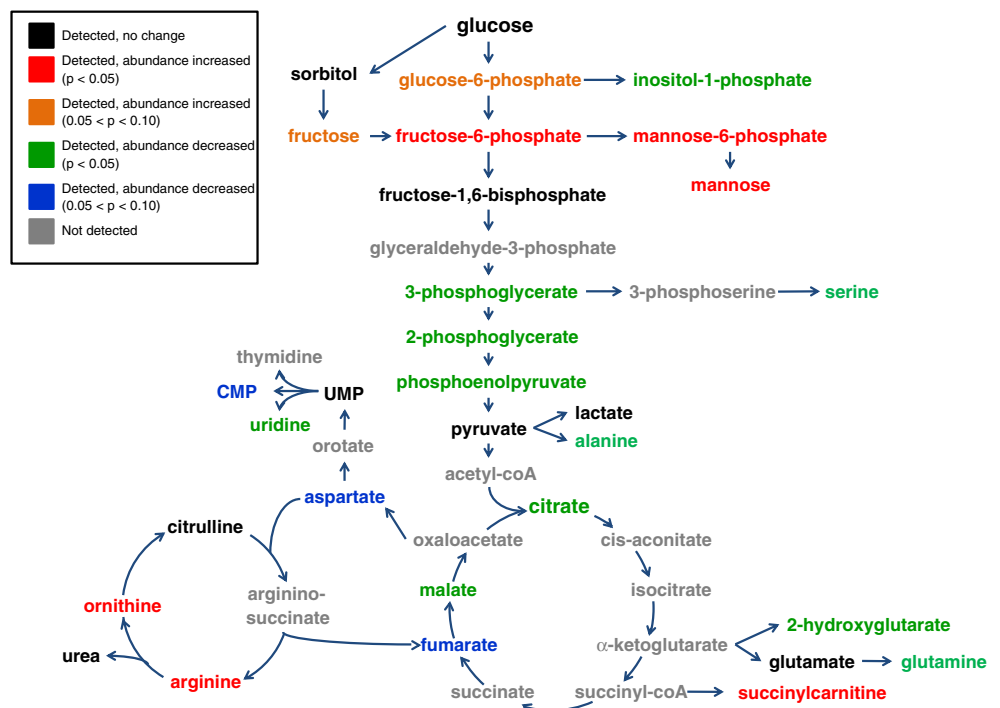 Detected, no change
Detected, abundance increased
(p < 0.05)
Detected, abundance increased
(0.05 < p < 0.10)
Detected, abundance decreased
(p < 0.05)
Detected, abundance decreased
(0.05 < p < 0.10)
Not detected
glucose
sorbitol
glucose-6-phosphate
inositol-1-phosphate
fructose
fructose-6-phosphate
mannose-6-phosphate
mannose
fructose-1,6-bisphosphate
glyceraldehyde-3-phosphate
3-phosphoglycerate
3-phosphoserine
serine
2-phosphoglycerate
thymidine
phosphoenolpyruvate
CMP
UMP
uridine
lactate
pyruvate
alanine
orotate
acetyl-coA
aspartate
citrate
citrulline
oxaloacetate
cis-aconitate
malate
isocitrate
arginino-
succinate
ornithine
2-hydroxyglutarate
fumarate
α-ketoglutarate
urea
glutamate
glutamine
arginine
succinate
succinyl-coA
succinylcarnitine